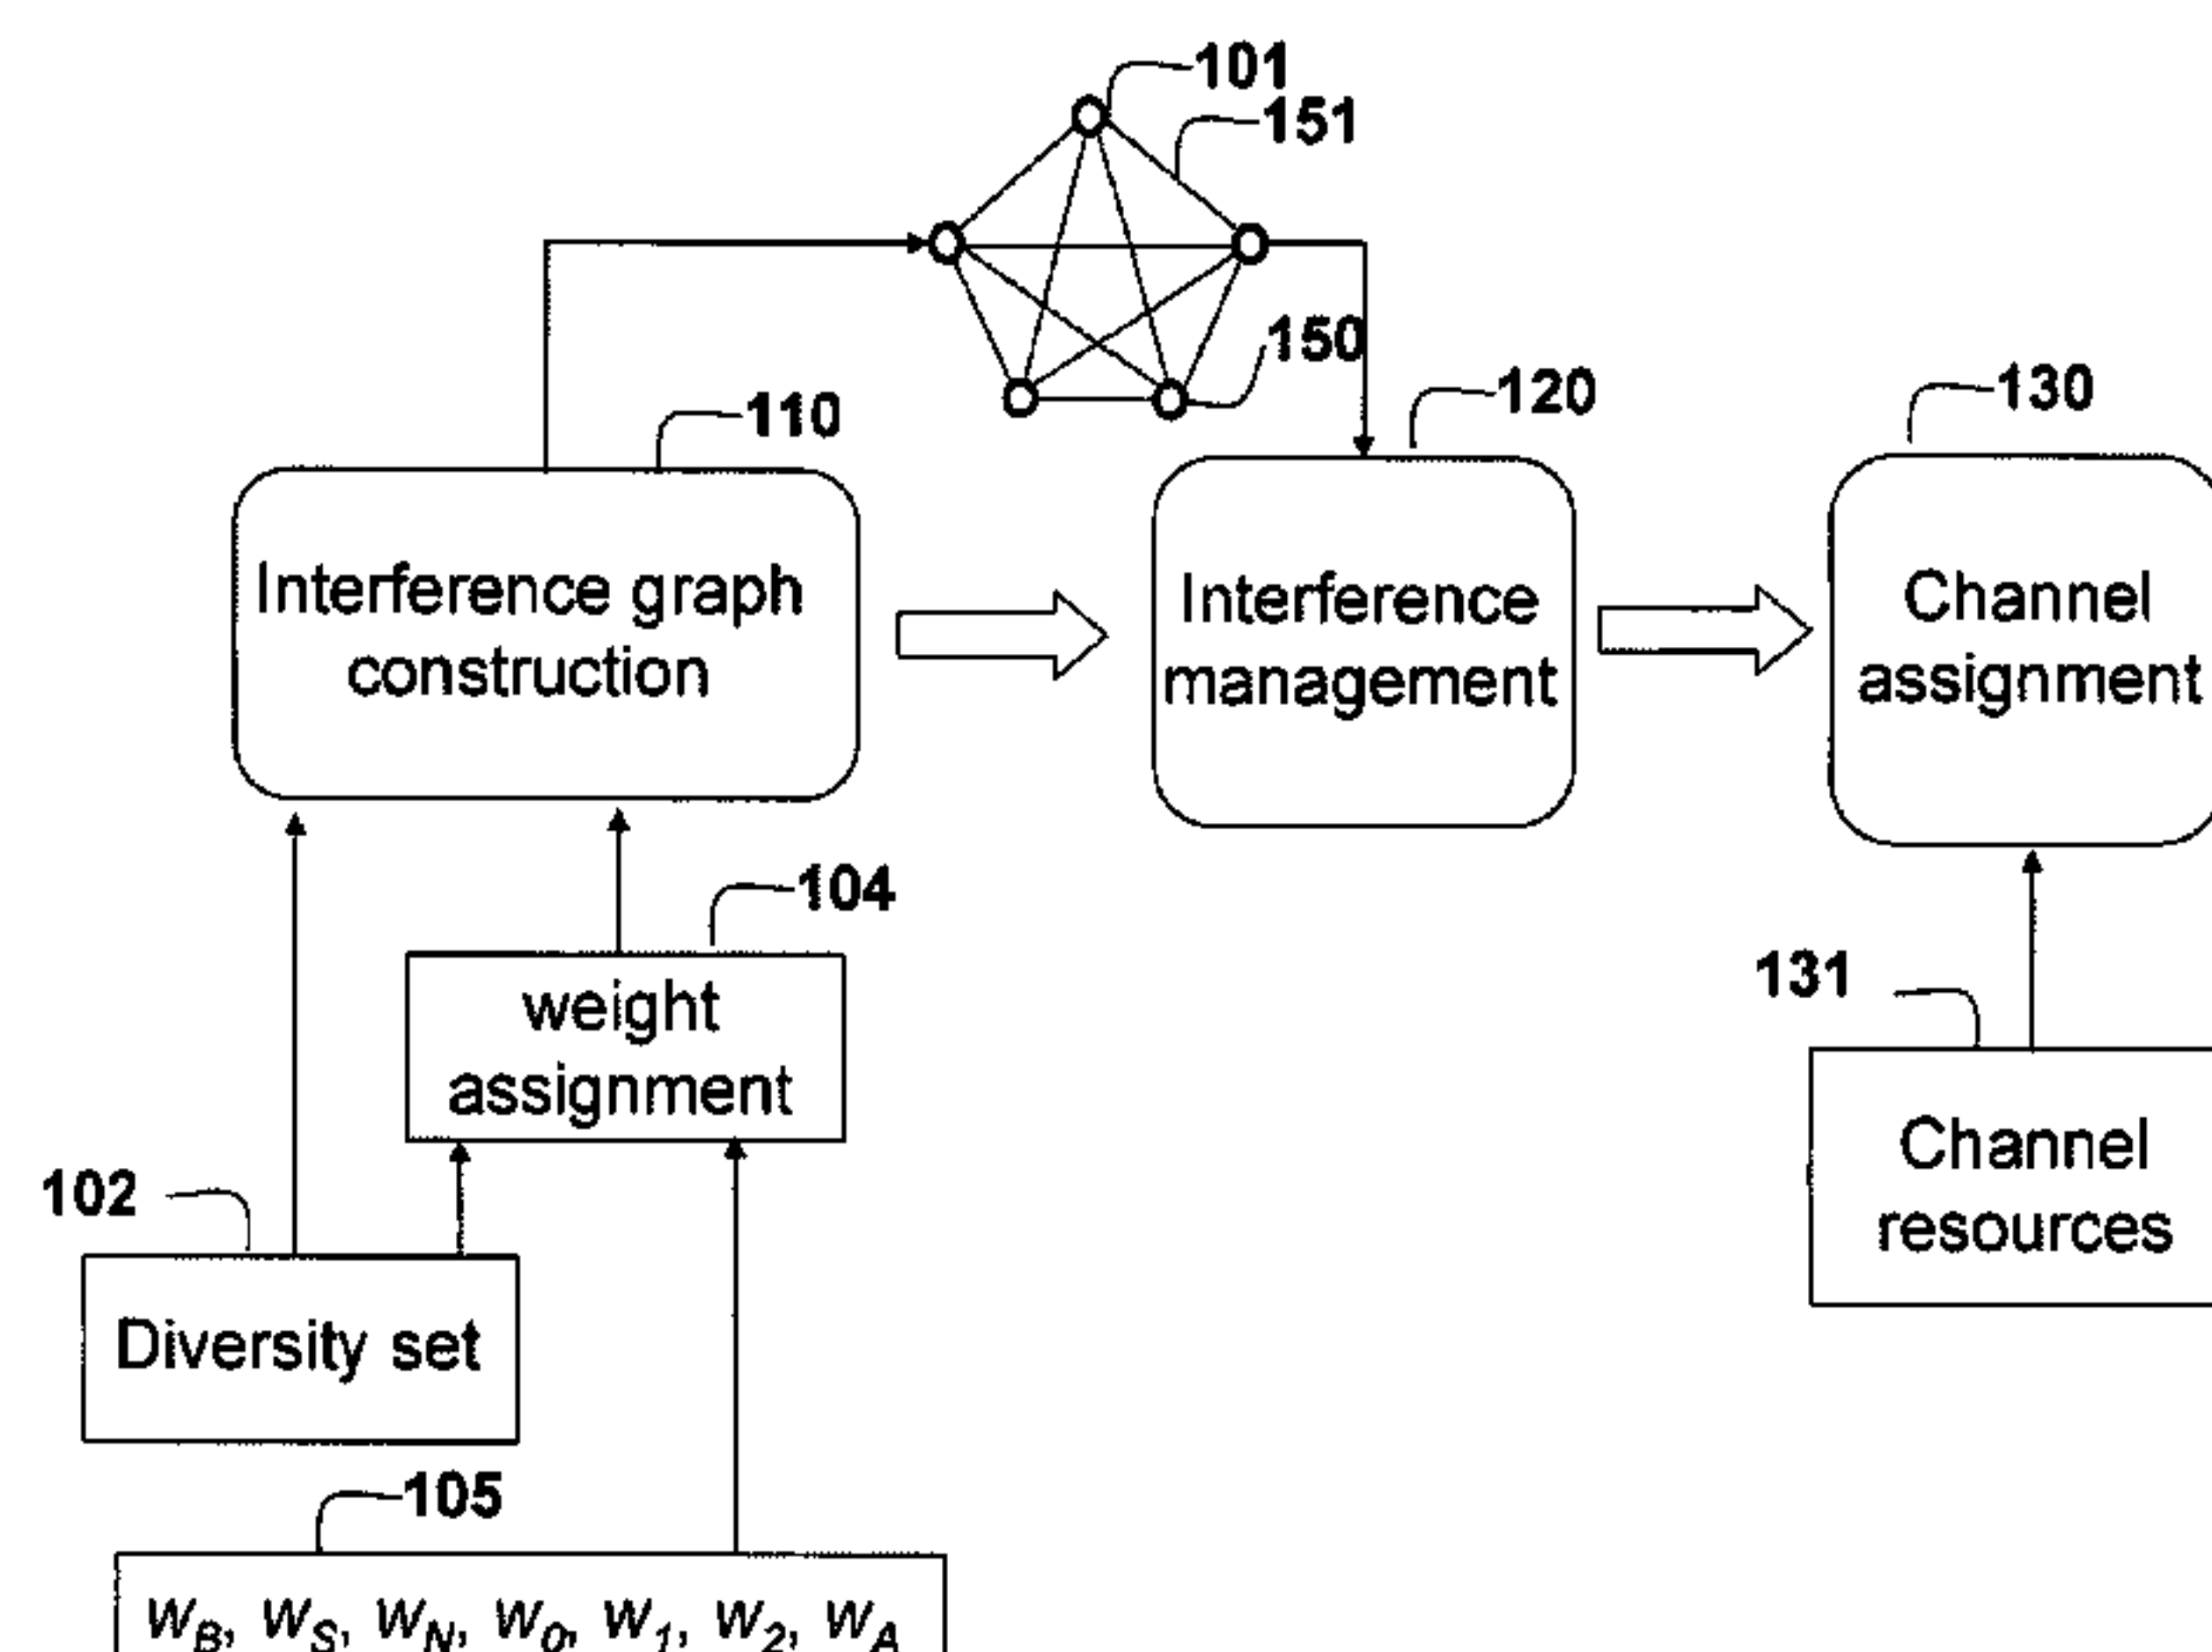 101
151
150
110
120
130
Interference graph
construction
Interference
management
Channel
assignment
104
weight
assignment
131
Channel
resources
102
Diversity set
105
W_B, W_S, W_N, W_0, W_1, W_2, W_A